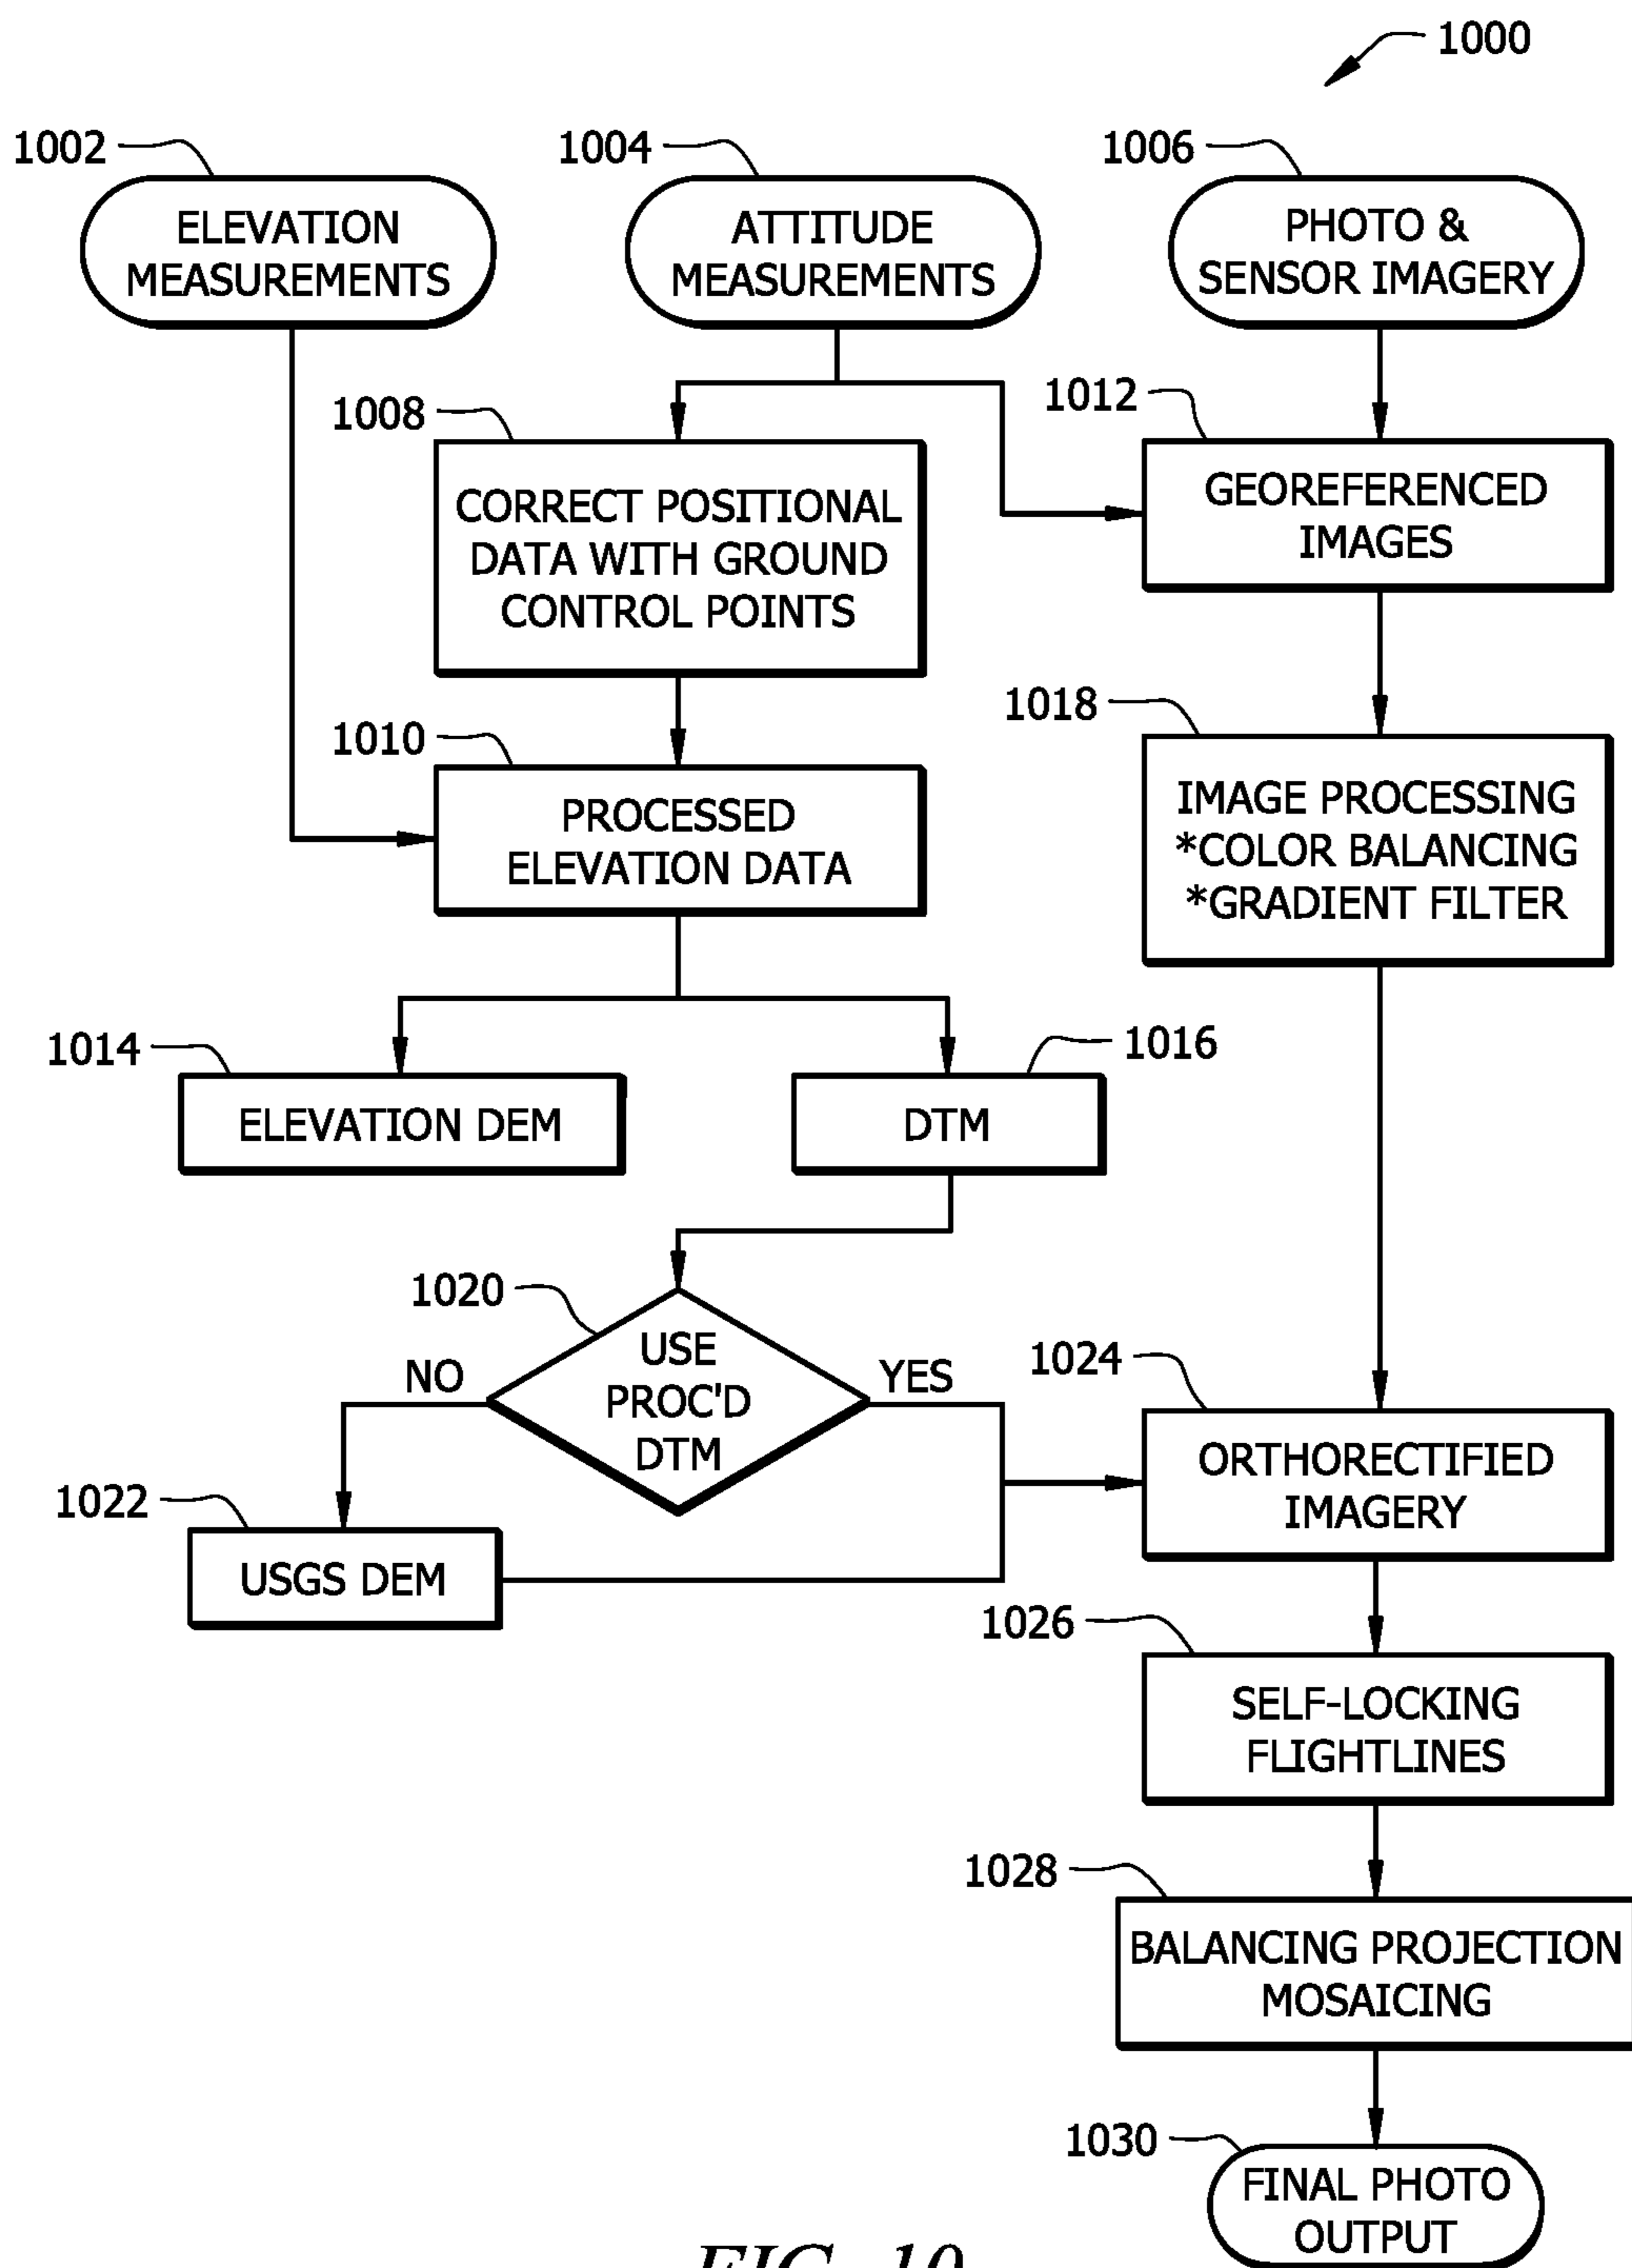 1000
1002
1004
1006
ELEVATION
MEASUREMENTS
ATTITUDE
MEASUREMENTS
PHOTO &
SENSOR IMAGERY
1008
1012
CORRECT POSITIONAL
DATA WITH GROUND
CONTROL POINTS
GEOREFERENCED
IMAGES
1010
1018
PROCESSED
ELEVATION DATA
IMAGE PROCESSING
*COLOR BALANCING
*GRADIENT FILTER
1014
1016
ELEVATION DEM
DTM
1020
USE
PROC'D
DTM
NO
YES
1022
USGS DEM
1024
ORTHORECTIFIED
IMAGERY
1026
SELF-LOCKING
FLIGHTLINES
1028
BALANCING PROJECTION
MOSAICING
1030
FINAL PHOTO
OUTPUT
FIG. 10